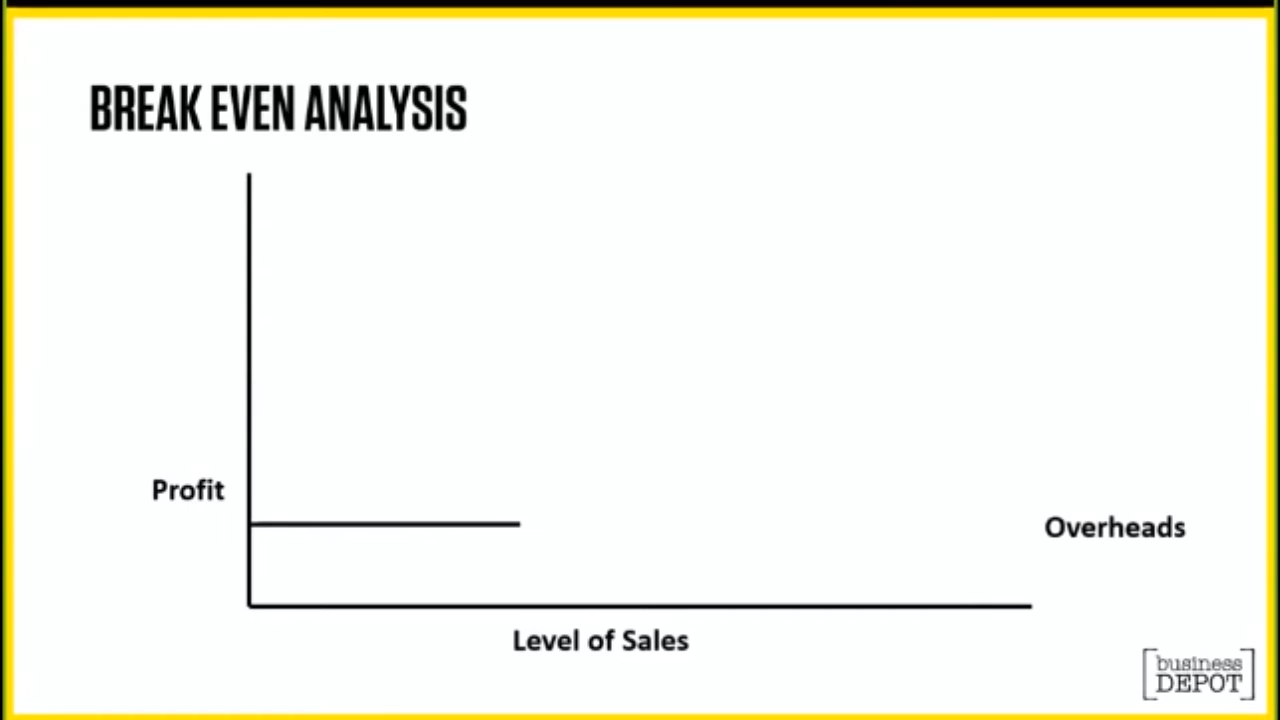 BREAK EVEN ANALYSIS
Profit
Overheads
Level of Sales
business
DEPOT